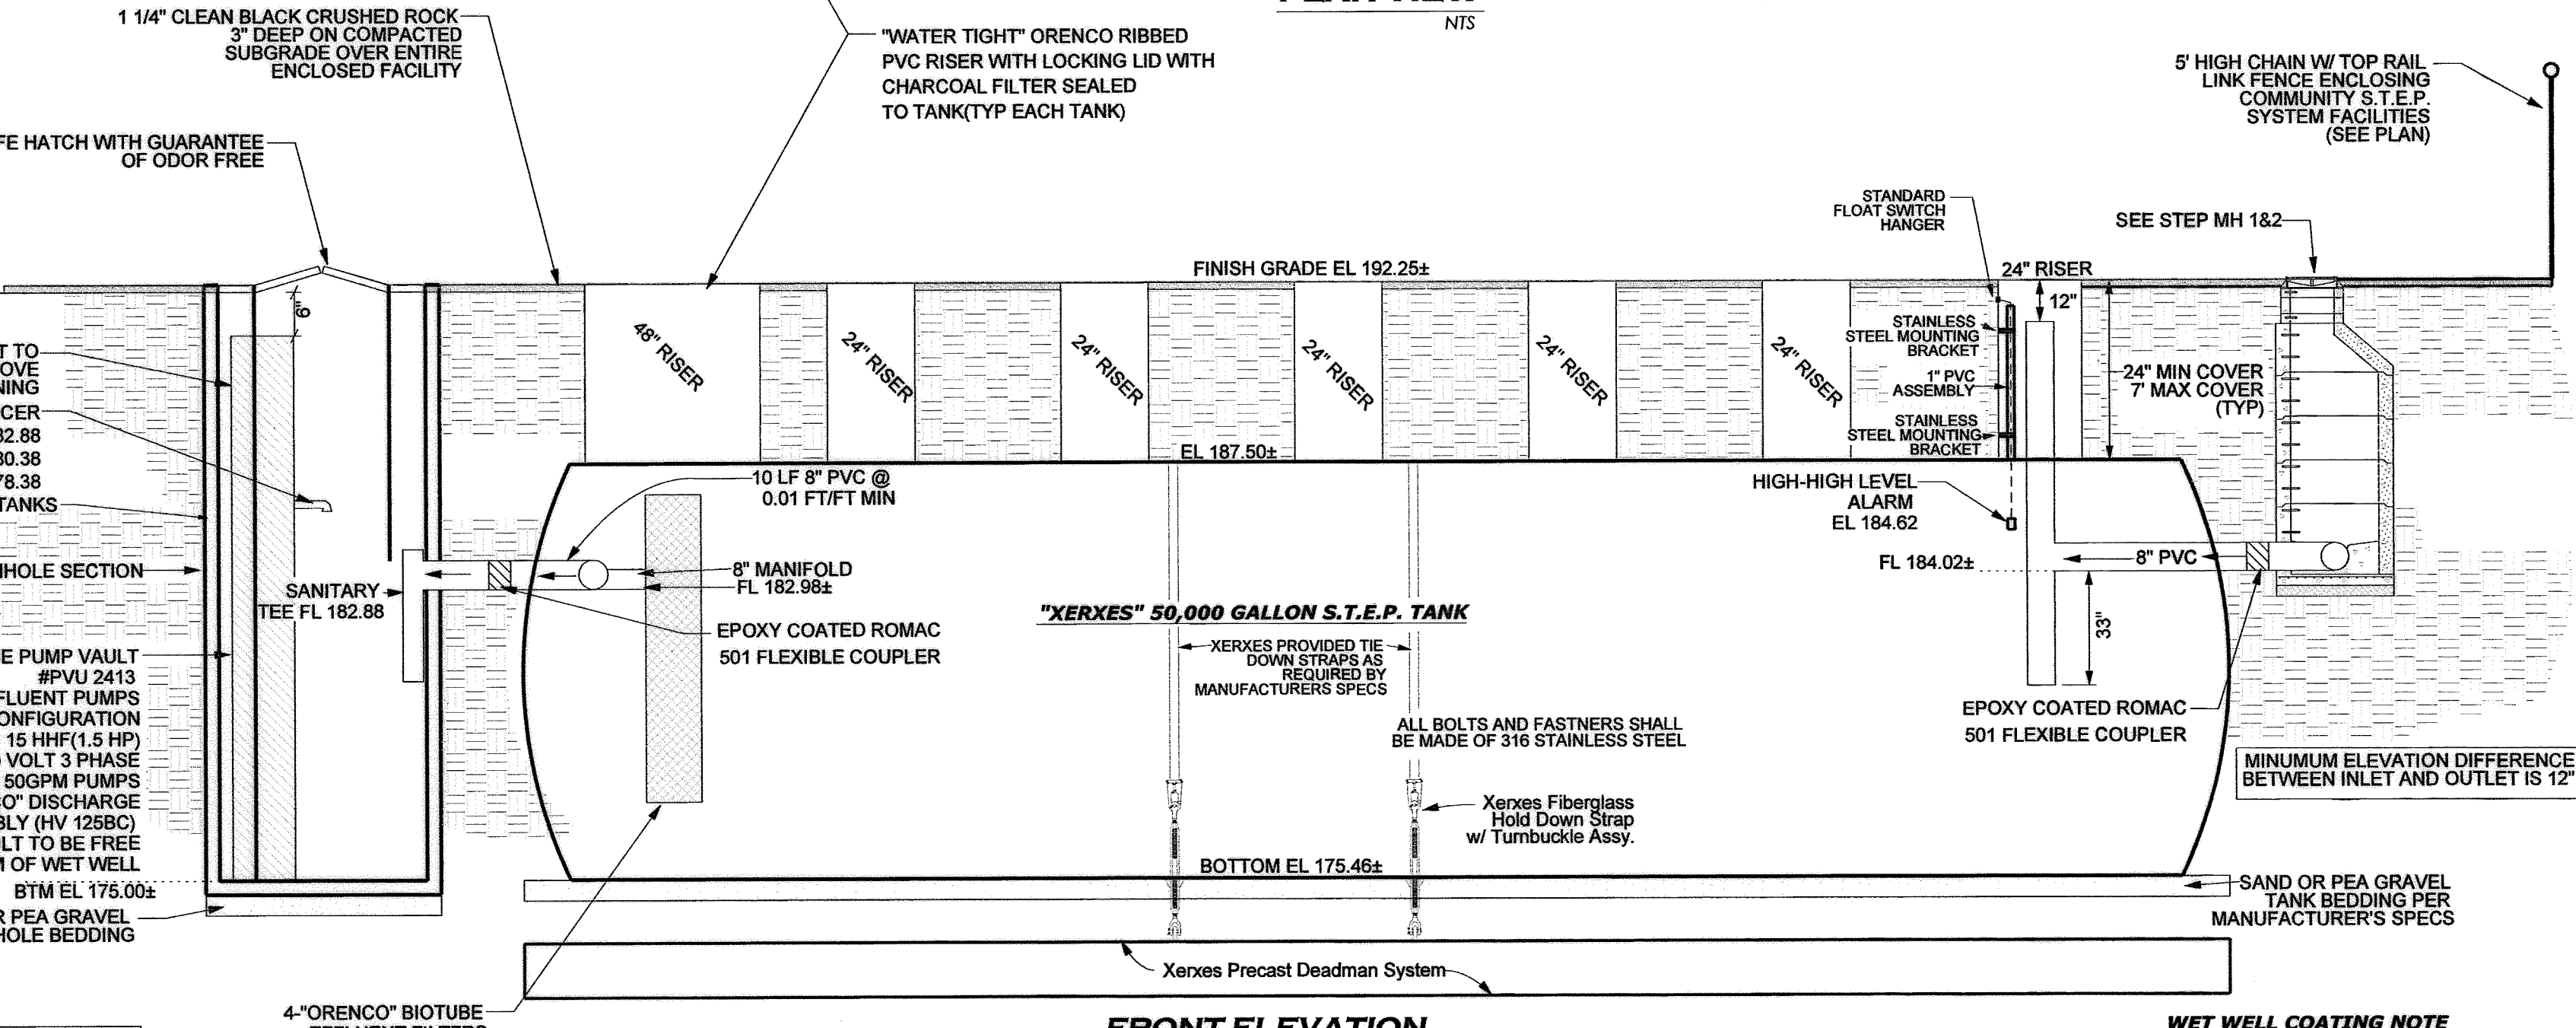 1 1/4" CLEAN BLACK CRUSHED ROCK
3" DEEP ON COMPACTED
SUBGRADE OVER ENTIRE
ENCLOSED FACILITY
"WATER TIGHT" ORENCO RIBBED
PVC RISER WITH LOCKING LID WITH
CHARCOAL FILTER SEALED
TO TANK(TYP EACH TANK)
NTS
5' HIGH CHAIN W/ TOP RAIL
LINK FENCE ENCLOSING
COMMUNITY S.T.E.P.
SYSTEM FACILITIES
(SEE PLAN)
FE HATCH WITH GUARANTEE
OF ODOR FREE
STANDARD
FLOAT SWITCH
HANGER
SEE STEP MH 1&2
FINISH GRADE EL 192.25±
24" RISER
6"
12"
48" RISER
24" RISER
24" RISER
24" RISER
24" RISER
24" RISER
STAINLESS
STEEL MOUNTING
BRACKET
1" PVC
ASSEMBLY
STAINLESS
STEEL MOUNTING
BRACKET
24" MIN COVER
7' MAX COVER
(TYP)
T TO
OVE
NING
CER
82.88
80.38
78.38
TANKS
NHOLE SECTION
EL 187.50±
10 LF 8" PVC @
0.01 FT/FT MIN
HIGH-HIGH LEVEL
ALARM
EL 184.62
FL 184.02±
8" PVC
SANITARY
TEE FL 182.88
8" MANIFOLD
FL 182.98±
EPOXY COATED ROMAC
501 FLEXIBLE COUPLER
"XERXES" 50,000 GALLON S.T.E.P. TANK
XERXES PROVIDED TIE
DOWN STRAPS AS
REQUIRED BY
MANUFACTURERS SPECS
33"
ALL BOLTS AND FASTNERS SHALL
BE MADE OF 316 STAINLESS STEEL
EPOXY COATED ROMAC
501 FLEXIBLE COUPLER
MINUMUM ELEVATION DIFFERENCE
BETWEEN INLET AND OUTLET IS 12"
E PUMP VAULT
#PVU 2413
FLUENT PUMPS
ONFIGURATION
15 HHF(1.5 HP)
VOLT 3 PHASE
50GPM PUMPS
CO" DISCHARGE
BLY (HV 125BC)
LT TO BE FREE
M OF WET WELL
BTM EL 175.00±
R PEA GRAVEL
HOLE BEDDING
Xerxes Fiberglass
Hold Down Strap
w/ Turnbuckle Assy.
BOTTOM EL 175.46±
SAND OR PEA GRAVEL
TANK BEDDING PER
MANUFACTURER'S SPECS
Xerxes Precast Deadman System
4-"ORENCO" BIOTUBE
FRONT ELEVATION
WET WELL COATING NOTE